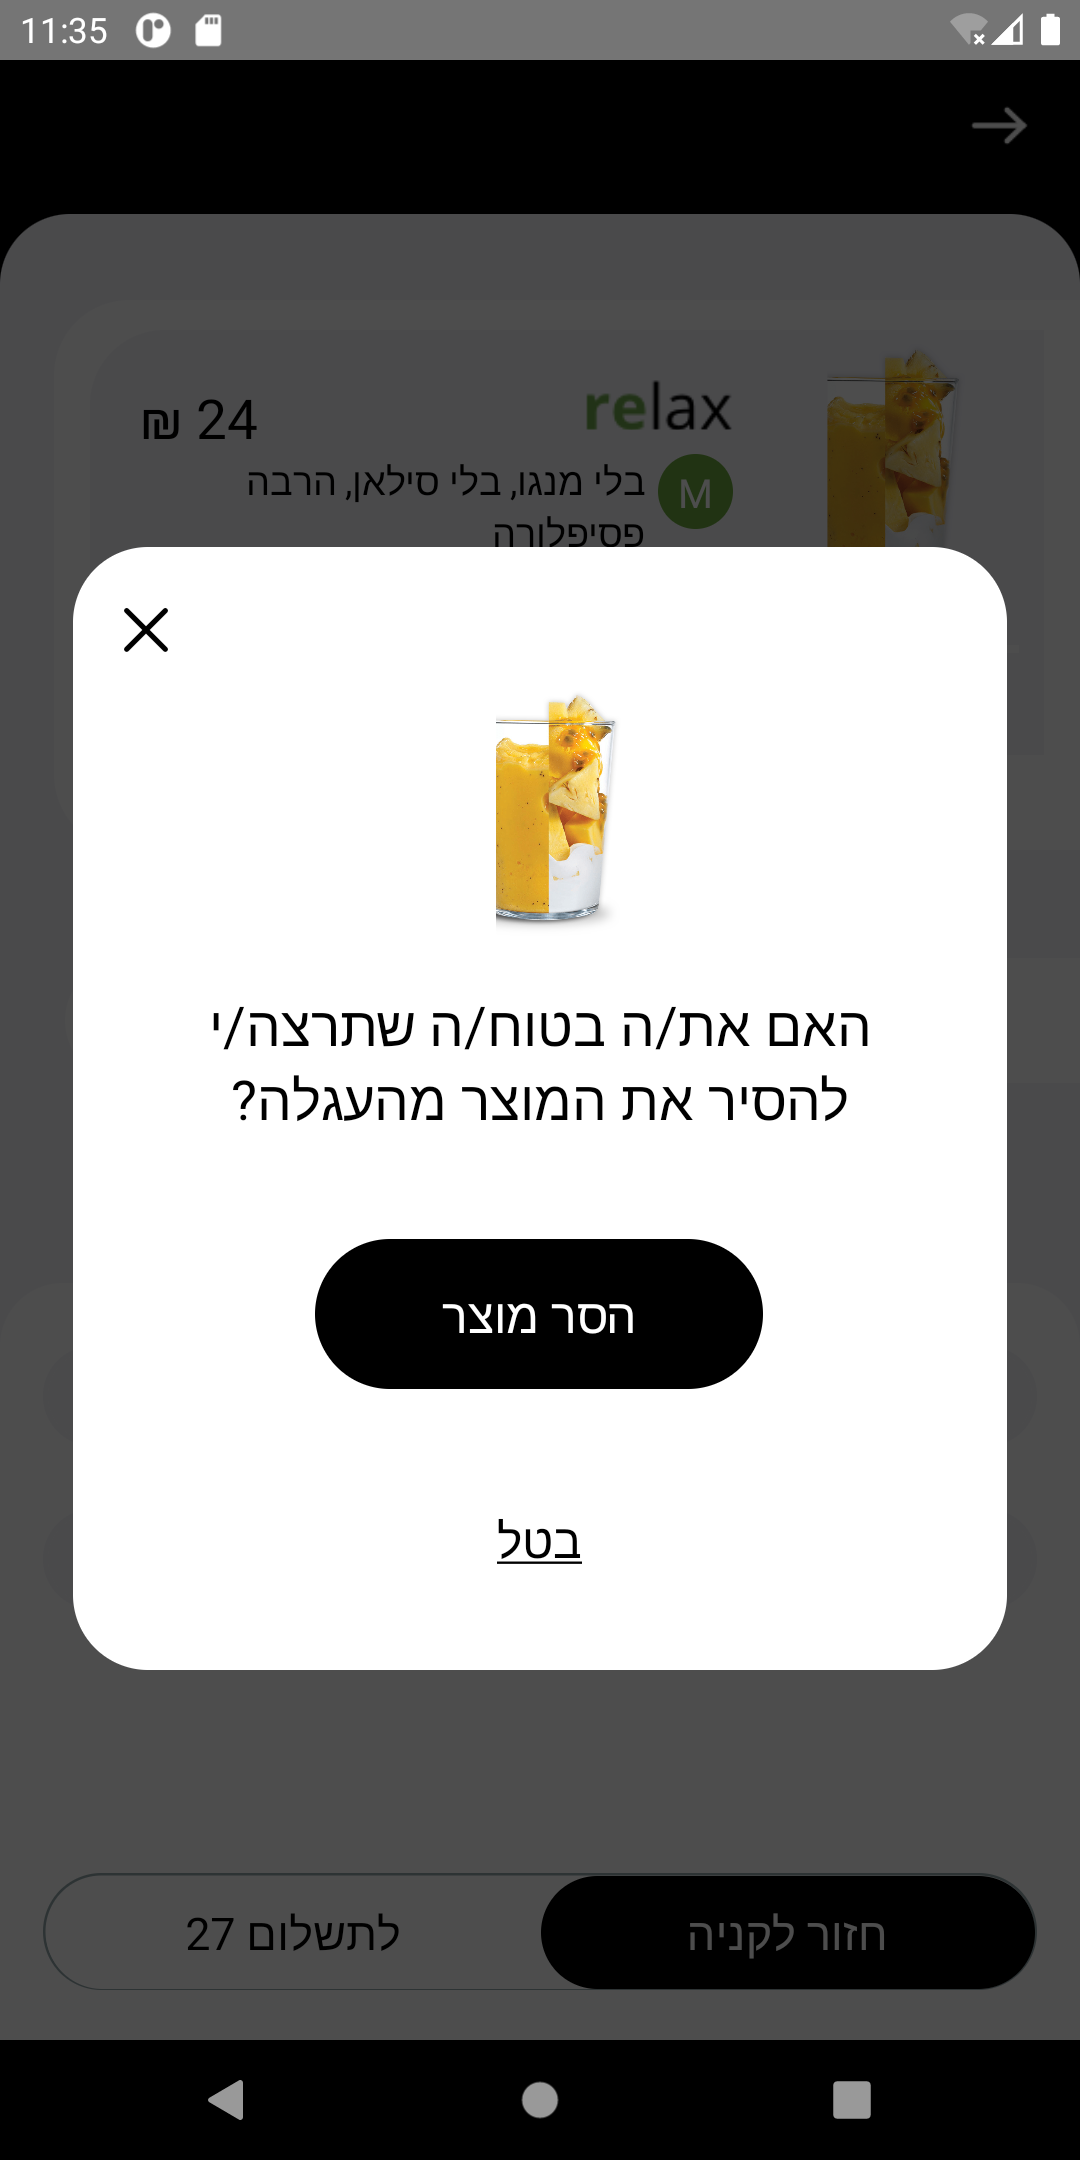 11:35
relax
24 ₪
M
בלי מנגו, בלי סילאן, הרבה
פסיפלורה
האם את/ה בטוח/ה שתרצה/י
להסיר את המוצר מהעגלה?
הסר מוצר
בטל
חזור לקניה
לתשלום 27